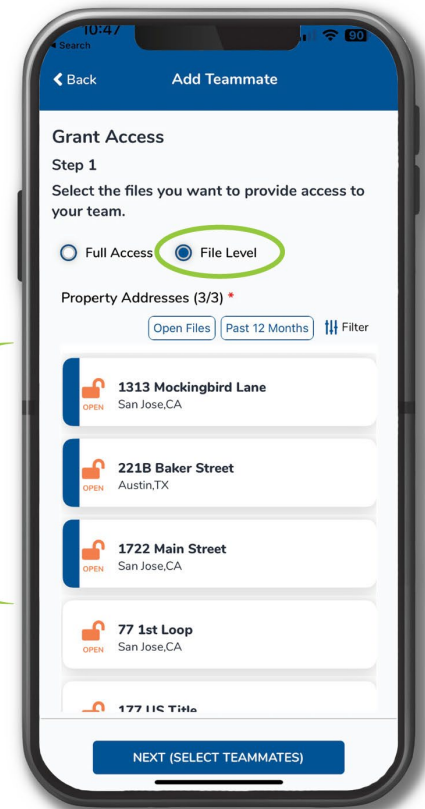 10:47
Search
90
Back
Add Teammate
Grant Access
Step 1
Select the files you want to provide access to
your team.
Full Access
File Level
Property Addresses (3/3) *
Open Files
Past 12 Months
Filter
1313 Mockingbird Lane
OPEN
San Jose,CA
221B Baker Street
OPEN
Austin,TX
1722 Main Street
OPEN
San Jose,CA
77 1st Loop
OPEN
San Jose,CA
177 US Title
NEXT (SELECT TEAMMATES)